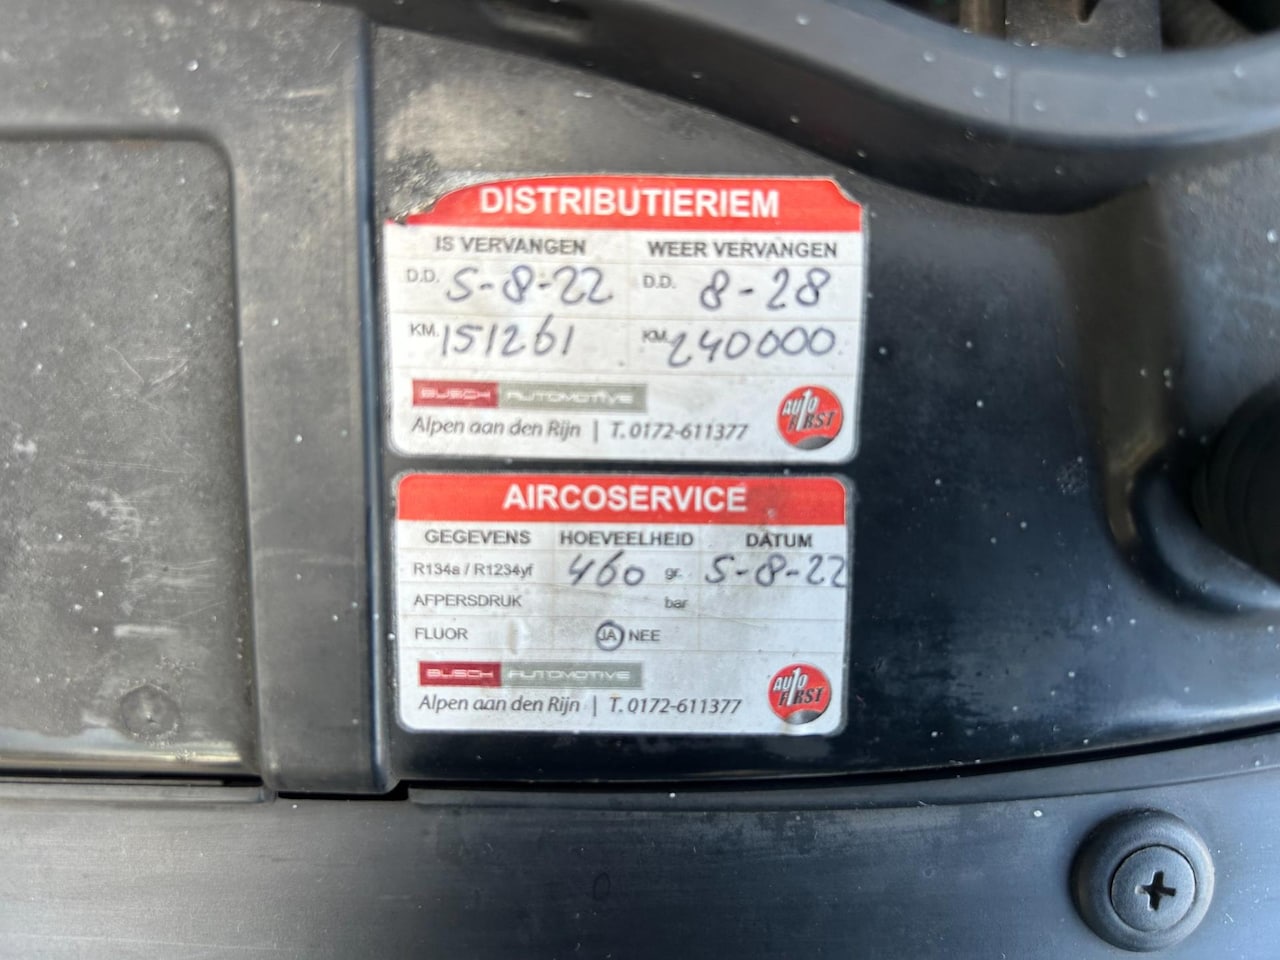 DISTRIBUTIERIEM
IS VERVANGEN WEER VERVANGEN
D.D. 5-8-22 D.D. 8-28
KM. 151261 KM. 240000
BUSCH AUTOMOTIVE AUTO FIRST
Alpen aan den Rijn | T. 0172-611377
AIRCOSERVICE
GEGEVENS HOEVEELHEID DATUM
R134a / R1234yf 460 gr. 5-8-22
AFPERSDRUK bar
FLUOR JA NEE
BUSCH AUTOMOTIVE AUTO FIRST
Alpen aan den Rijn | T. 0172-611377